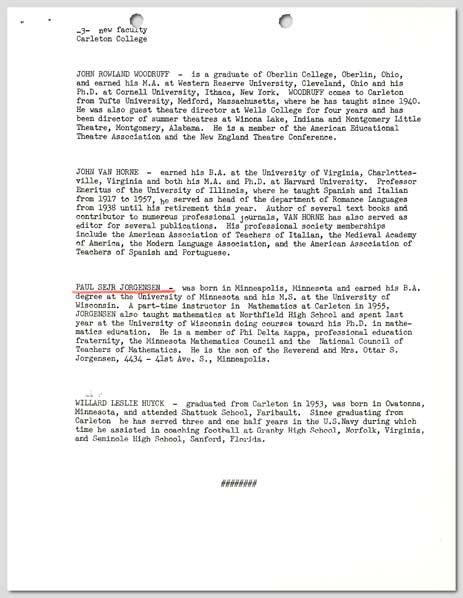 -3- new faculty
Carleton College
JOHN ROWLAND WOODRUFF - is a graduate of Oberlin College, Oberlin, Ohio,
and earned his M.A. at Western Reserve University, Cleveland, Ohio and his
Ph.D. at Cornell University, Ithaca, New York. WOODRUFF comes to Carleton
from Tufts University, Medford, Massachusetts, where he has taught since 1940.
He was also guest theatre director at Wells College for four years and has
been director of summer theatres at Winona Lake, Indiana and Montgomery Little
Theatre, Montgomery, Alabama. He is a member of the American Educational
Theatre Association and the New England Theatre Conference.
JOHN VAN HORNE - earned his B.A. at the University of Virginia, Charlottes-
ville, Virginia and both his M.A. and Ph.D. at Harvard University. Professor
Emeritus of the University of Illinois, where he taught Spanish and Italian
from 1917 to 1957, he served as head of the department of Romance Languages
from 1938 until his retirement this year. Author of several text books and
contributor to numerous professional journals, VAN HORNE has also served as
editor for several publications. His professional society memberships
include the American Association of Teachers of Italian, the Medieval Academy
of America, the Modern Language Association, and the American Association of
Teachers of Spanish and Portuguese.
PAUL SEJR JORGENSEN - was born in Minneapolis, Minnesota and earned his B.A.
degree at the University of Minnesota and his M.S. at the University of
Wisconsin. A part-time instructor in Mathematics at Carleton in 1955,
JORGENSEN also taught mathematics at Northfield High School and spent last
year at the University of Wisconsin doing courses toward his Ph.D. in mathe-
matics education. He is a member of Phi Delta Kappa, professional education
fraternity, the Minnesota Mathematics Council and the National Council of
Teachers of Mathematics. He is the son of the Reverend and Mrs. Ottar S.
Jorgensen, 4434 - 41st Ave. S., Minneapolis.
WILLARD LESLIE HUYCK - graduated from Carleton in 1953, was born in Owatonna,
Minnesota, and attended Shattuck School, Faribault. Since graduating from
Carleton he has served three and one half years in the U.S.Navy during which
time he assisted in coaching football at Granby High School, Norfolk, Virginia,
and Seminole High School, Sanford, Florida.
########